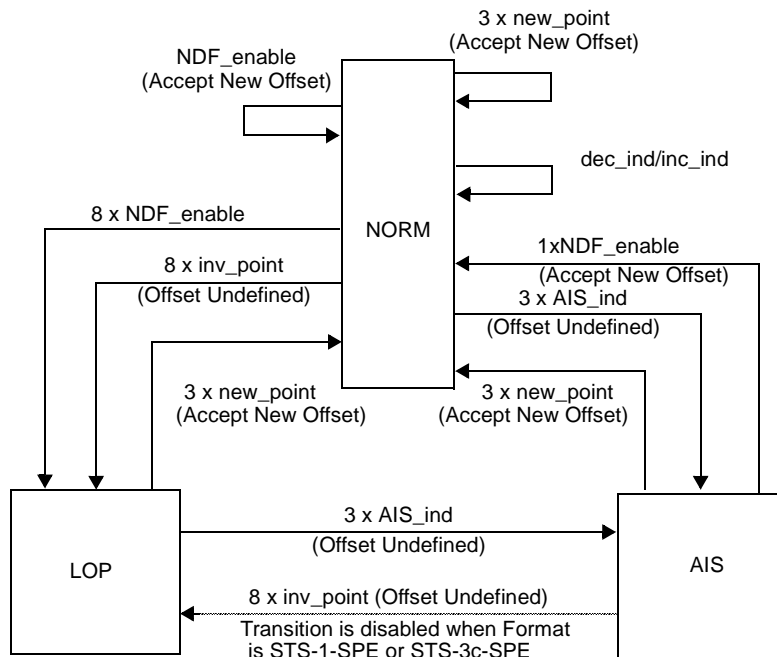 3 x new_point
(Accept New Offset)
NDF_enable
(Accept New Offset)
dec_ind/inc_ind
8 x NDF_enable
NORM
1xNDF_enable
(Accept New Offset)
8 x inv_point
(Offset Undefined)
3 x AIS_ind
(Offset Undefined)
3 x new_point
(Accept New Offset)
3 x new_point
(Accept New Offset)
3 x AIS_ind
(Offset Undefined)
LOP
AIS
8 x inv_point (Offset Undefined)
Transition is disabled when Format
is STS-1-SPE or STS-3c-SPE